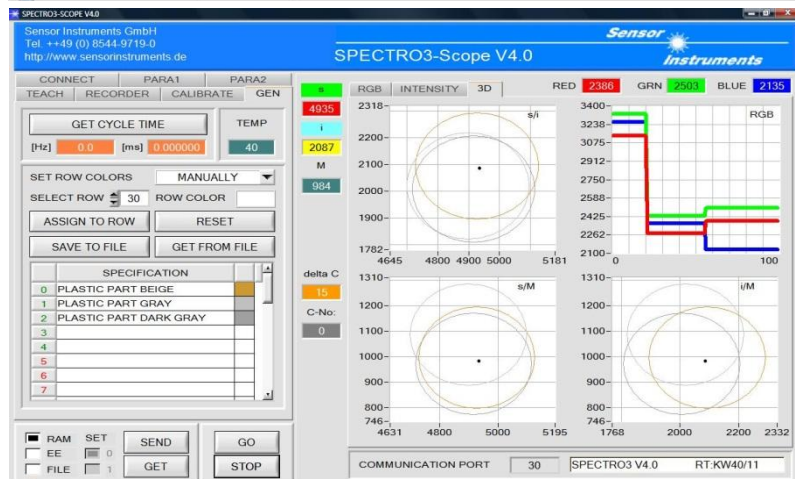 SPECTRO3-SCOPE V4.0
Sensor Instruments GmbH
Tel. ++49 (0) 8544-9719-0
http://www.sensorinstruments.de
SPECTRO3-Scope V4.0
Sensor
Instruments
CONNECT PARA1 PARA2
TEACH RECORDER CALIBRATE GEN
GET CYCLE TIME
TEMP
[Hz] 0.0 [ms] 0.000000 40
SET ROW COLORS MANUALLY
SELECT ROW 30 ROW COLOR
ASSIGN TO ROW RESET
SAVE TO FILE GET FROM FILE
SPECIFICATION
0 PLASTIC PART BEIGE
1 PLASTIC PART GRAY
2 PLASTIC PART DARK GRAY
3
4
5
6
7
RAM SET
EE 0
FILE 1
SEND GO
GET STOP
s
4935
i
2087
M
984
delta C
15
C-No:
0
RGB INTENSITY 3D
RED 2386 GRN 2503 BLUE 2135
s/i
2318-
2200-
2100-
2000-
1900-
1782-
4645 4800 4900 5000 5181
RGB
3400-
3238-
3075-
2912-
2750-
2588-
2425-
2262-
2100-
0 100
s/M
1310-
1200-
1100-
1000-
900-
800-
746-
4631 4800 5000 5195
i/M
1310-
1200-
1100-
1000-
900-
800-
746-
1768 2000 2200 2332
COMMUNICATION PORT 30 SPECTRO3 V4.0 RT:KW40/11